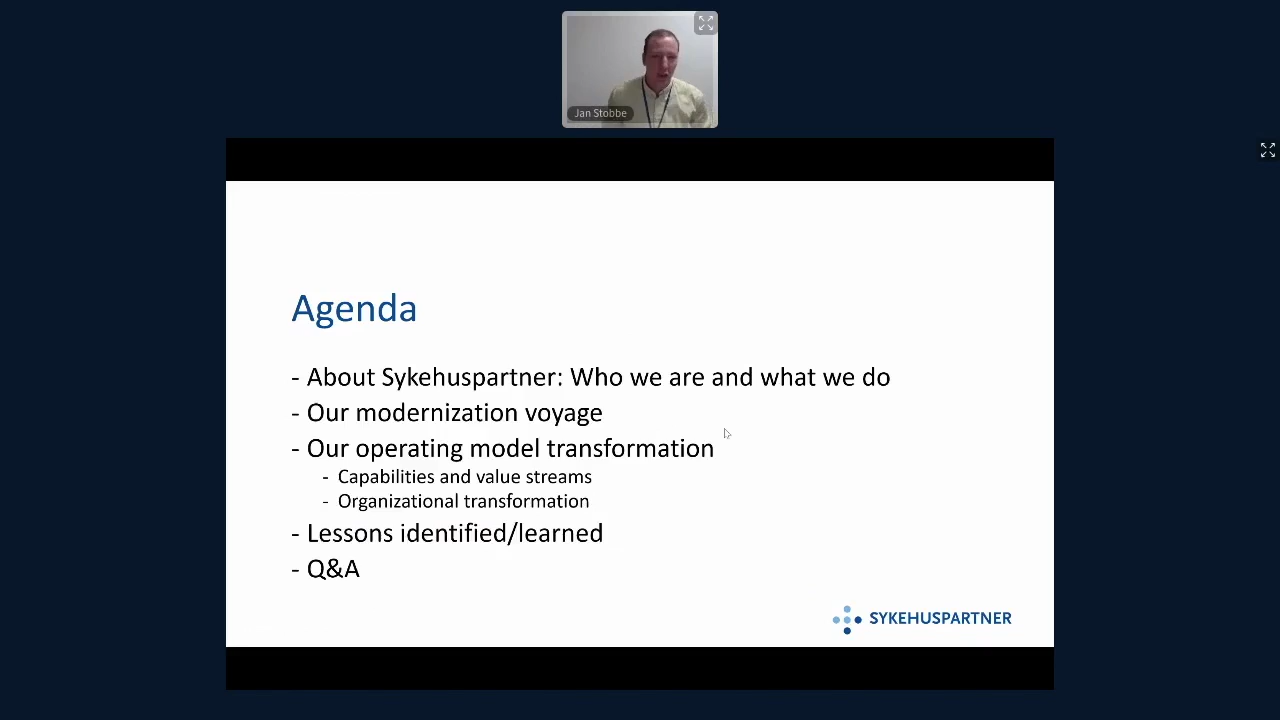 Jan Stobbe
Agenda
- About Sykehuspartner: Who we are and what we do
- Our modernization voyage
- Our operating model transformation
- Capabilities and value streams
- Organizational transformation
- Lessons identified/learned
- Q&A
SYKEHUSPARTNER